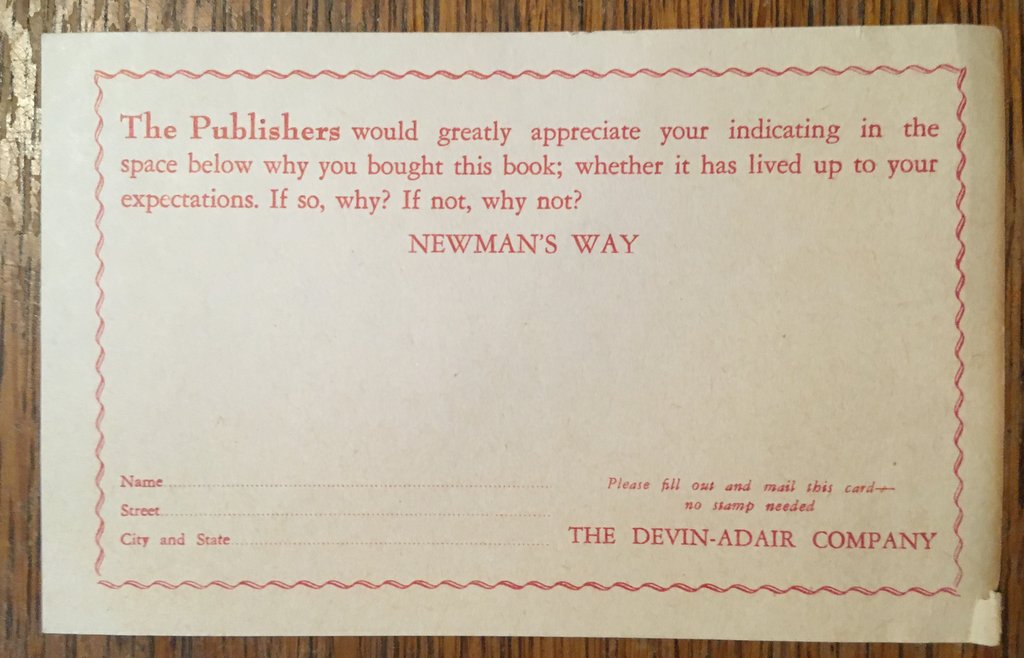 The Publishers would greatly appreciate your indicating in the
space below why you bought this book; whether it has lived up to your
expectations. If so, why? If not, why not?
NEWMAN'S WAY
Name
Street
City and State
Please fill out and mail this card—
no stamp needed
THE DEVIN-ADAIR COMPANY